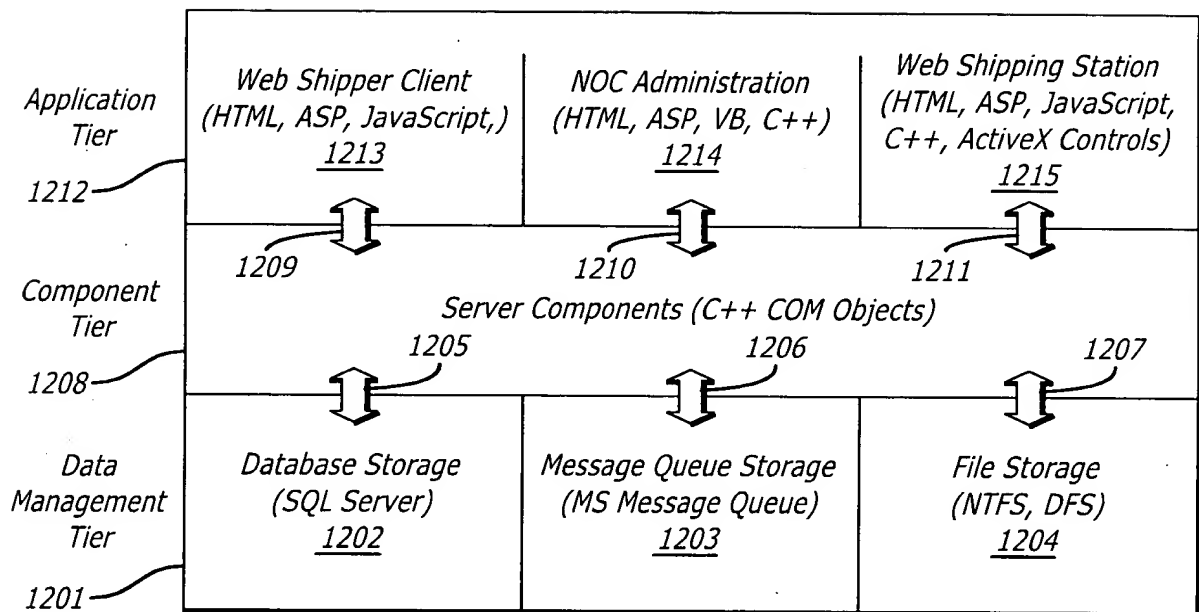 Application
Tier
1212
Web Shipper Client
(HTML, ASP, JavaScript,)
1213
NOC Administration
(HTML, ASP, VB, C++)
1214
Web Shipping Station
(HTML, ASP, JavaScript,
C++, ActiveX Controls)
1215
1209
1210
1211
Component
Tier
1208
Server Components (C++ COM Objects)
1205
1206
1207
Data
Management
Tier
1201
Database Storage
(SQL Server)
1202
Message Queue Storage
(MS Message Queue)
1203
File Storage
(NTFS, DFS)
1204